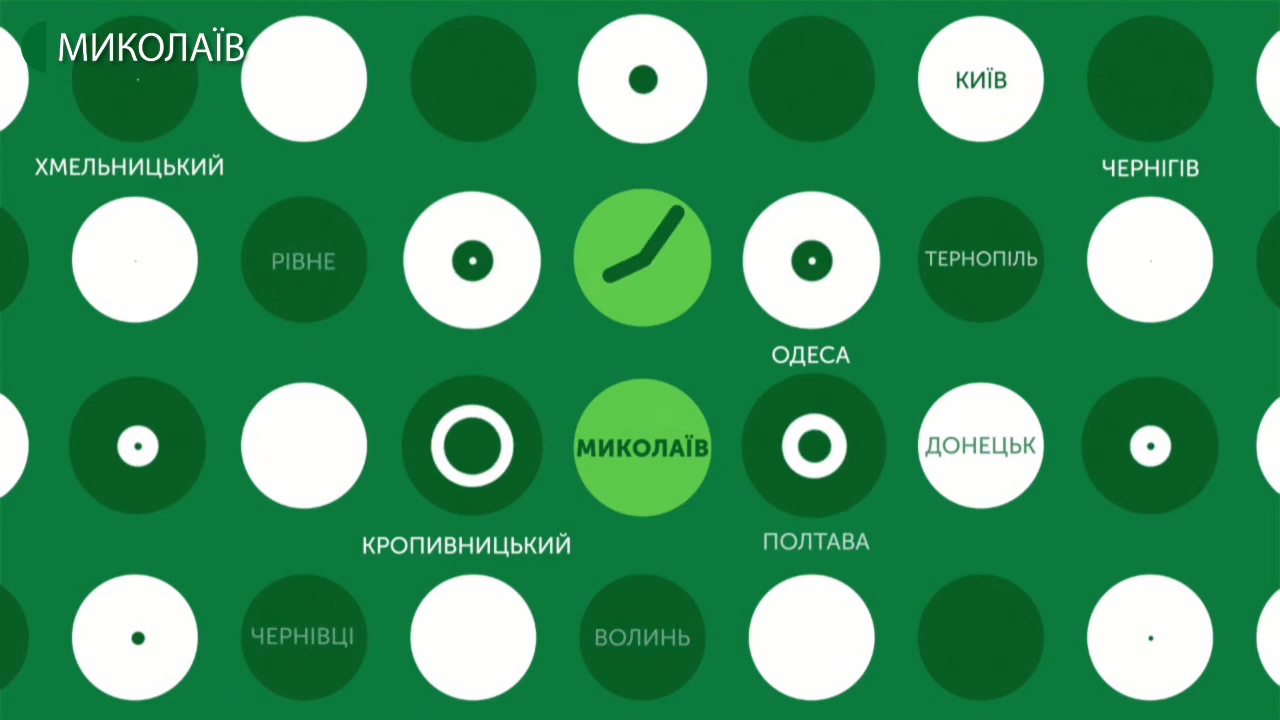 МИКОЛАЇВ
КИЇВ
ХМЕЛЬНИЦЬКИЙ
ЧЕРНІГІВ
РІВНЕ
ТЕРНОПІЛЬ
ОДЕСА
МИКОЛАЇВ
ДОНЕЦЬК
КРОПИВНИЦЬКИЙ
ПОЛТАВА
ЧЕРНІВЦІ
ВОЛИНЬ